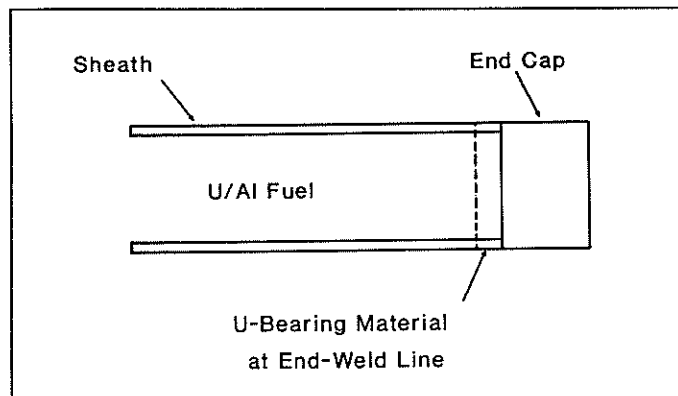 Sheath
End Cap
U/Al Fuel
U-Bearing Material
at End-Weld Line